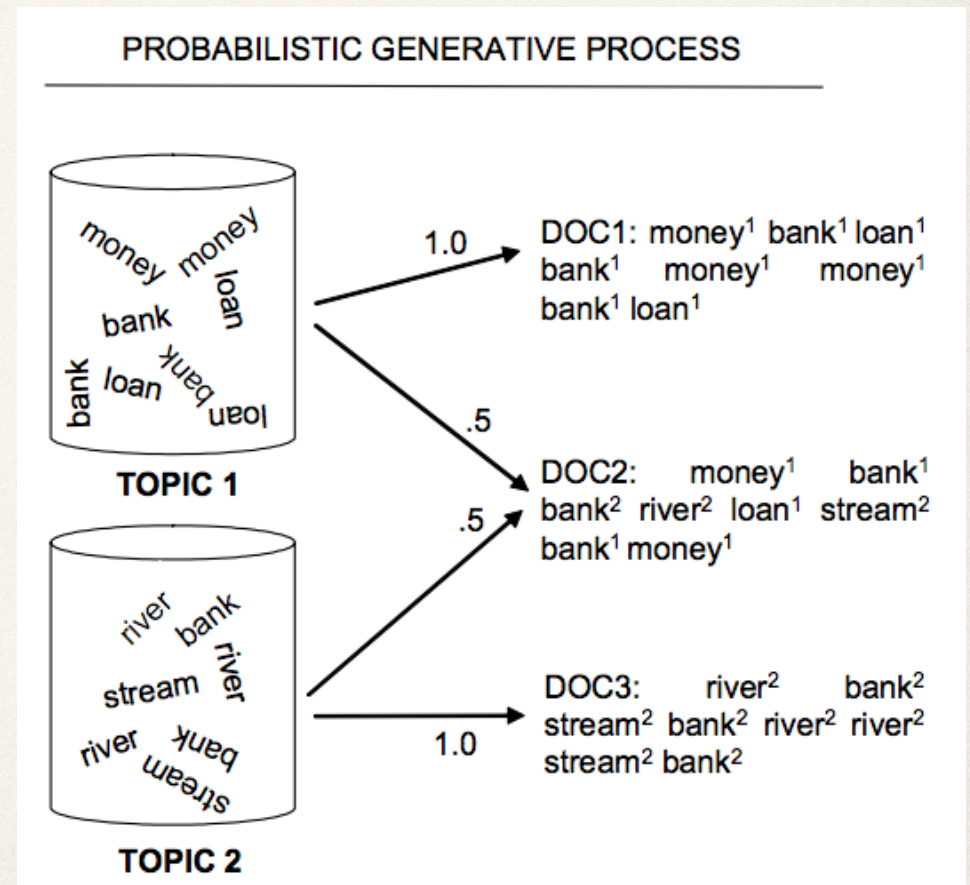 PROBABILISTIC GENERATIVE PROCESS
money money
loan
bank
bank loan bank
loan
TOPIC 1
1.0
.5
DOC1: money¹ bank¹ loan¹
bank¹ money¹ money¹
bank¹ loan¹
DOC2: money¹ bank¹
bank² river² loan¹ stream²
bank¹ money¹
river bank
river
stream
river bank
stream
TOPIC 2
.5
1.0
DOC3: river² bank²
stream² bank² river² river²
stream² bank²